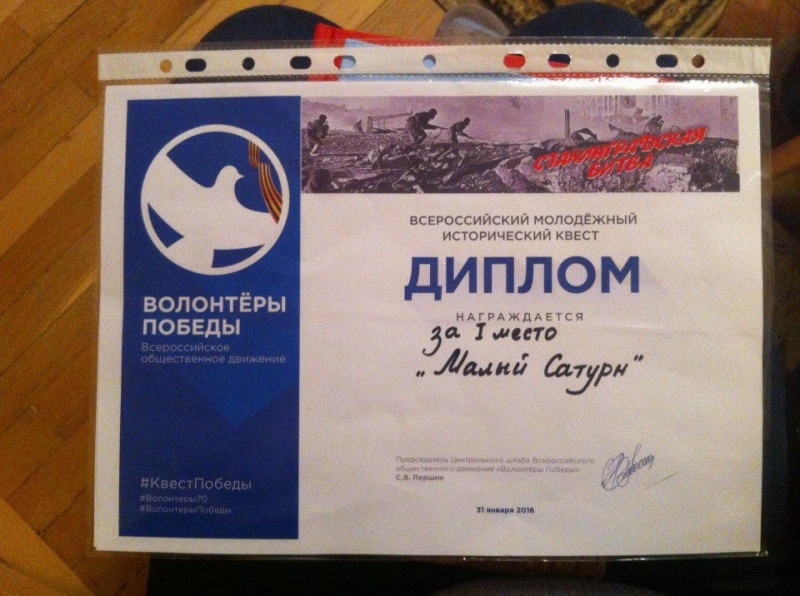 СТАЛИНГРАДСКАЯ
БИТВА
ВСЕРОССИЙСКИЙ МОЛОДЁЖНЫЙ
ИСТОРИЧЕСКИЙ КВЕСТ
ДИПЛОМ
НАГРАЖДАЕТСЯ
за I место
„Малый Сатурн"
ВОЛОНТЁРЫ
ПОБЕДЫ
Всероссийское
общественное движение
#КвестПобеды
#Волонтеры70
#ВолонтерыПобеды
Председатель Центрального штаба Всероссийского
общественного движения «Волонтёры Победы»
С.В. Першин
31 января 2016